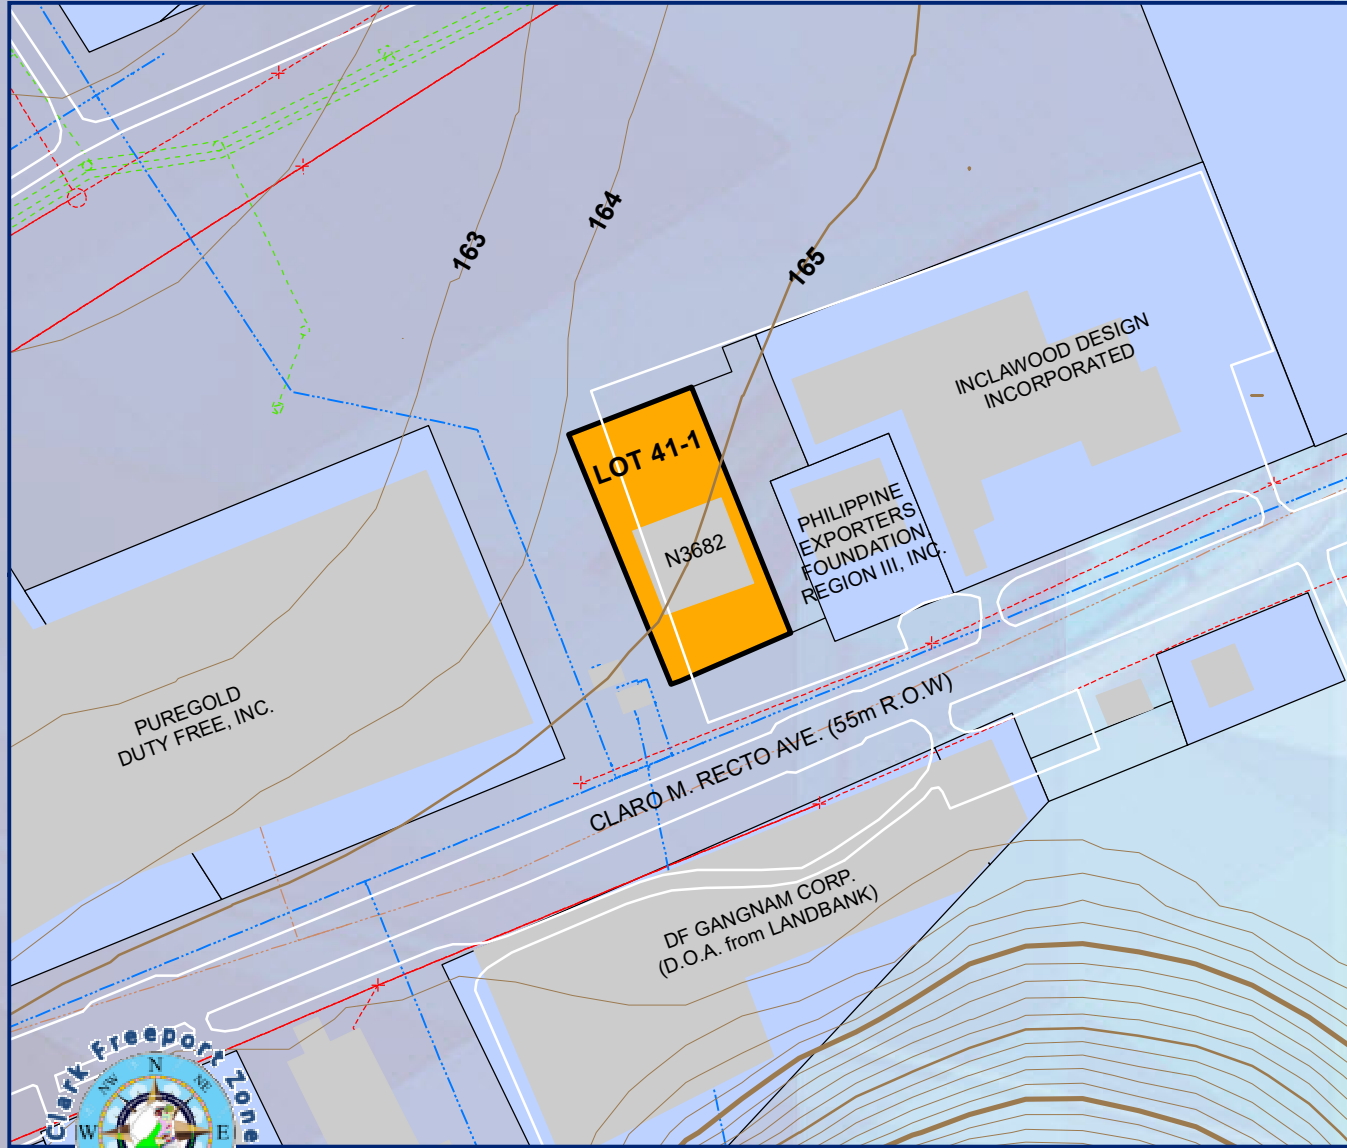 163
164
165
INCLAWOOD DESIGN
INCORPORATED
LOT 41-1
N3682
PHILIPPINE
EXPORTERS
FOUNDATION
REGION III, INC.
PUREGOLD
DUTY FREE, INC.
CLARO M. RECTO AVE. (55m R.O.W)
DF GANGNAM CORP.
(D.O.A. from LANDBANK)
Clark Freeport Zone
N
NW
NE
W
E